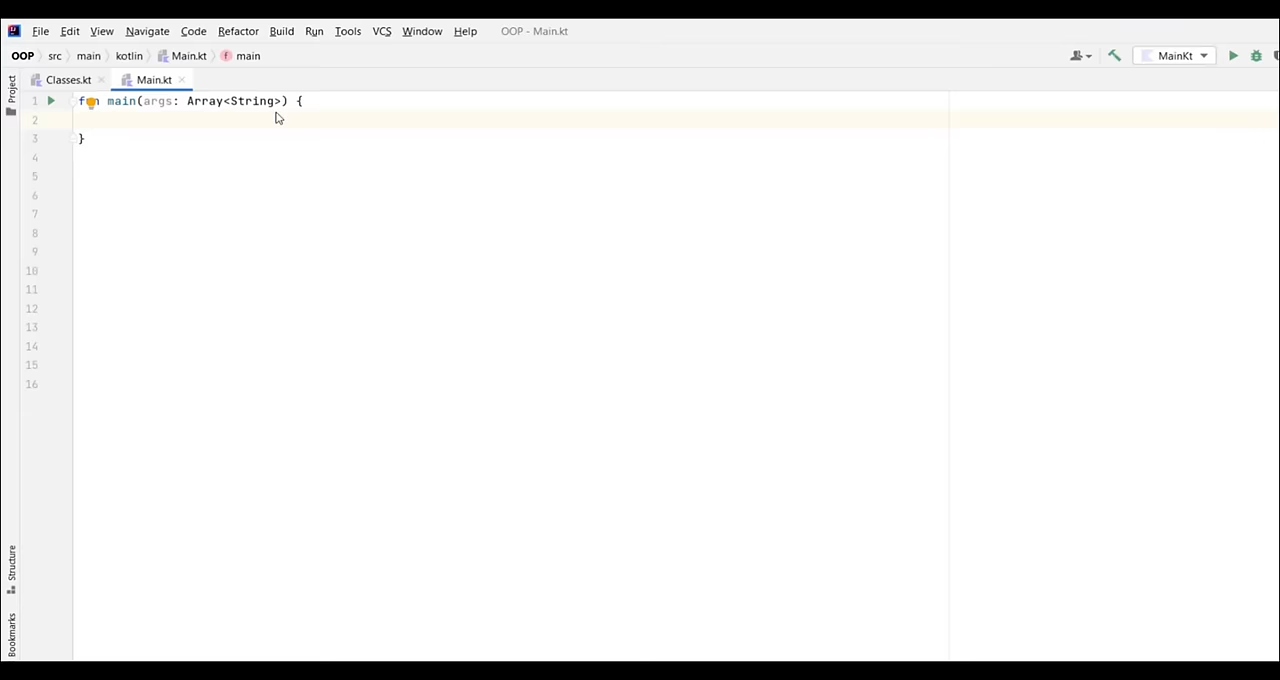 File Edit View Navigate Code Refactor Build Run Tools VCS Window Help OOP - Main.kt
OOP src main kotlin Main.kt f main MainKt
Project
Classes.kt Main.kt
1 fun main(args: Array<String>) {
2
3 }
4
5
6
7
8
9
10
11
12
13
14
15
16
Structure
Bookmarks